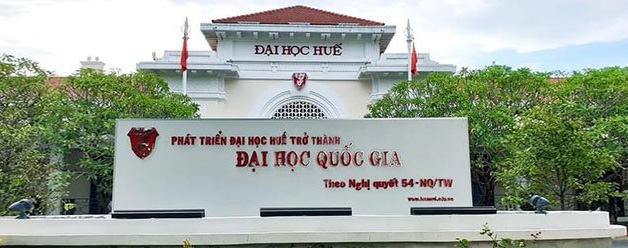 ĐẠI HỌC HUẾ
PHÁT TRIỂN ĐẠI HỌC HUẾ TRỞ THÀNH
ĐẠI HỌC QUỐC GIA
Theo Nghị quyết 54-NQ/TW